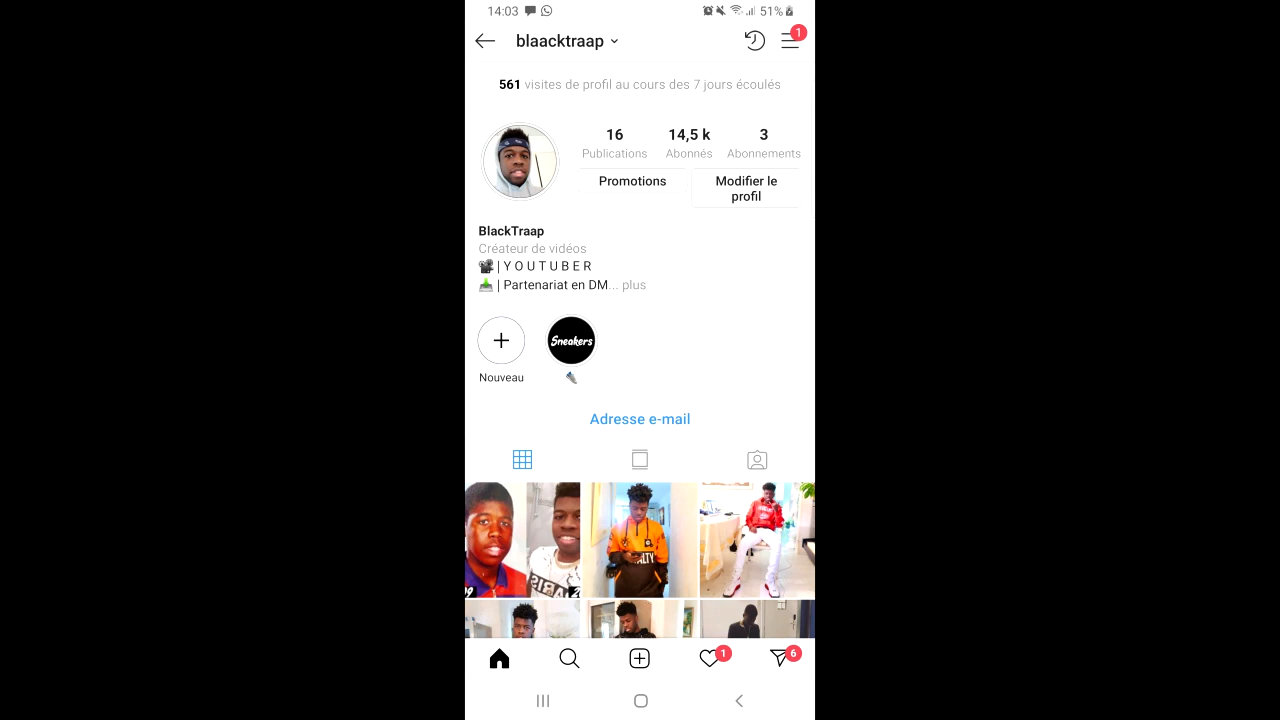 14:03 51%
blaacktraap 1
561 visites de profil au cours des 7 jours écoulés
16 14,5 k 3
Publications Abonnés Abonnements
Promotions Modifier le profil
BlackTraap
Créateur de vidéos
| Y O U T U B E R
| Partenariat en DM... plus
Sneakers
Nouveau
Adresse e-mail
1 6